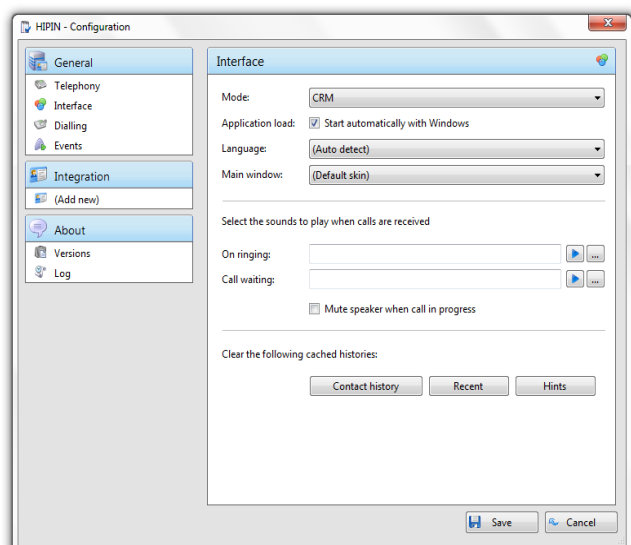 HIPIN - Configuration
General
Telephony
Interface
Dialling
Events
Integration
(Add new)
About
Versions
Log
Interface
Mode: CRM
Application load: Start automatically with Windows
Language: (Auto detect)
Main window: (Default skin)
Select the sounds to play when calls are received
On ringing: ...
Call waiting: ...
Mute speaker when call in progress
Clear the following cached histories:
Contact history Recent Hints
Save Cancel